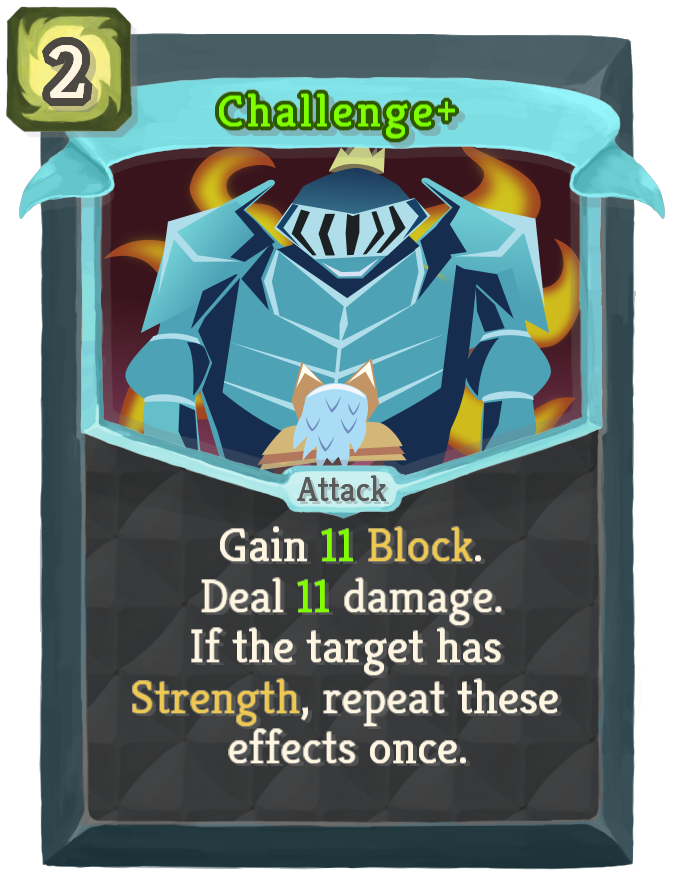 2
Challenge+
Attack
Gain 11 Block.
Deal 11 damage.
If the target has
Strength, repeat these
effects once.